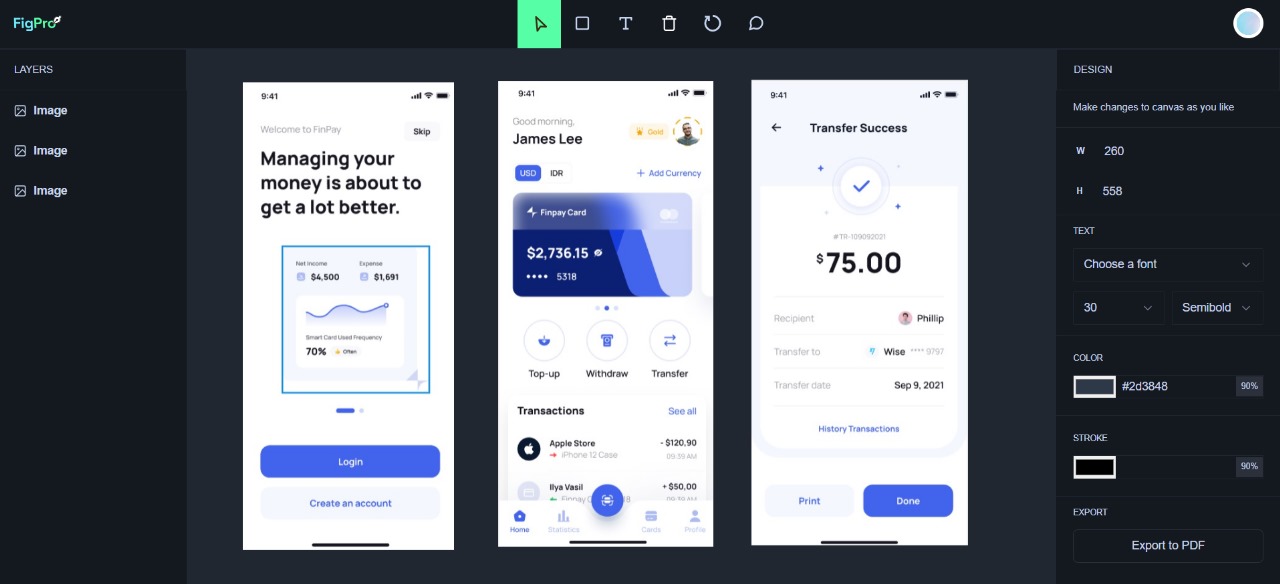 FigPro
LAYERS
Image
Image
Image
9:41
Welcome to FinPay
Skip
Managing your
money is about to
get a lot better.
Net Income
Expense
$4,500
$1,691
Smart Card Used Frequency
70%
Often
Login
Create an account
9:41
Good morning,
James Lee
Gold
USD
IDR
+ Add Currency
Finpay Card
$2,736.15
•••• 5318
Top-up
Withdraw
Transfer
Transactions
See all
Apple Store
- $120,90
iPhone 12 Case
09:39 AM
Ilya Vasil
+ $50,00
Finpay
8
09:39 AM
Home
Statistics
Cards
Profile
9:41
Transfer Success
#TR-109092021
$75.00
Recipient
Phillip
Transfer to
Wise **** 9797
Transfer date
Sep 9, 2021
History Transactions
Print
Done
DESIGN
Make changes to canvas as you like
W 260
H 558
TEXT
Choose a font
30
Semibold
COLOR
#2d3848
90%
STROKE
90%
EXPORT
Export to PDF